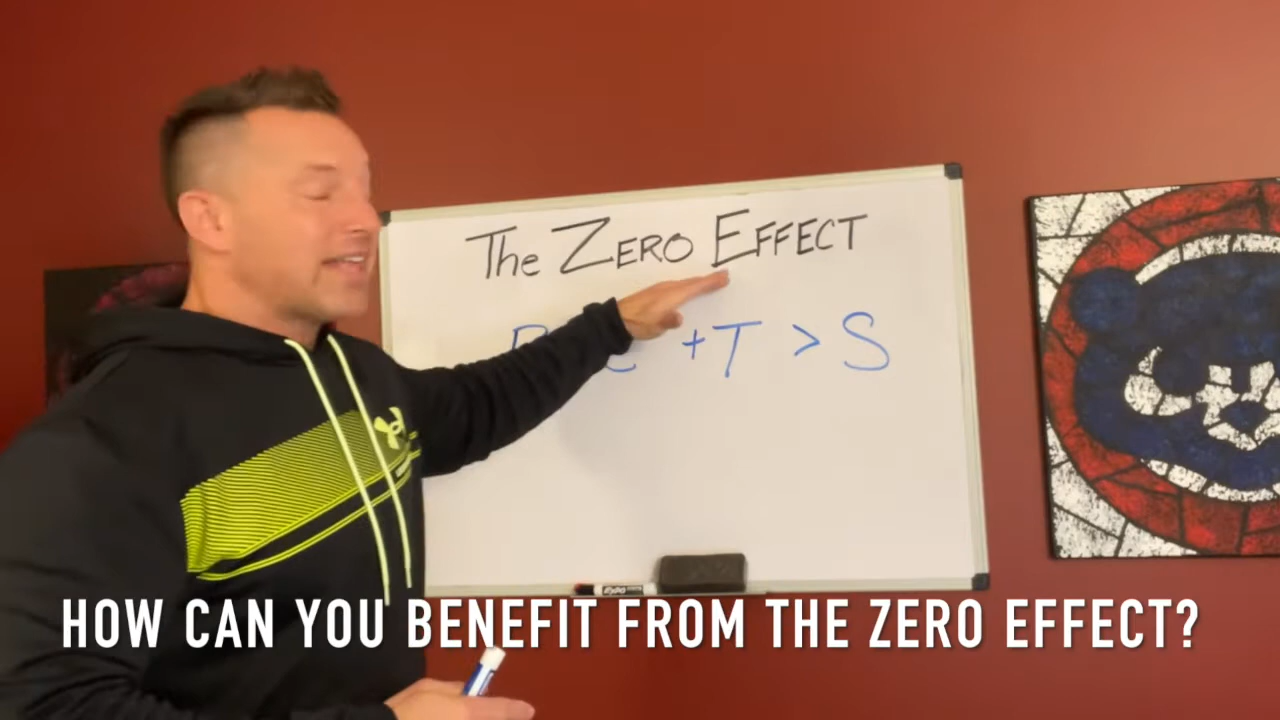 The ZERO EFFECT
+T > S
HOW CAN YOU BENEFIT FROM THE ZERO EFFECT?